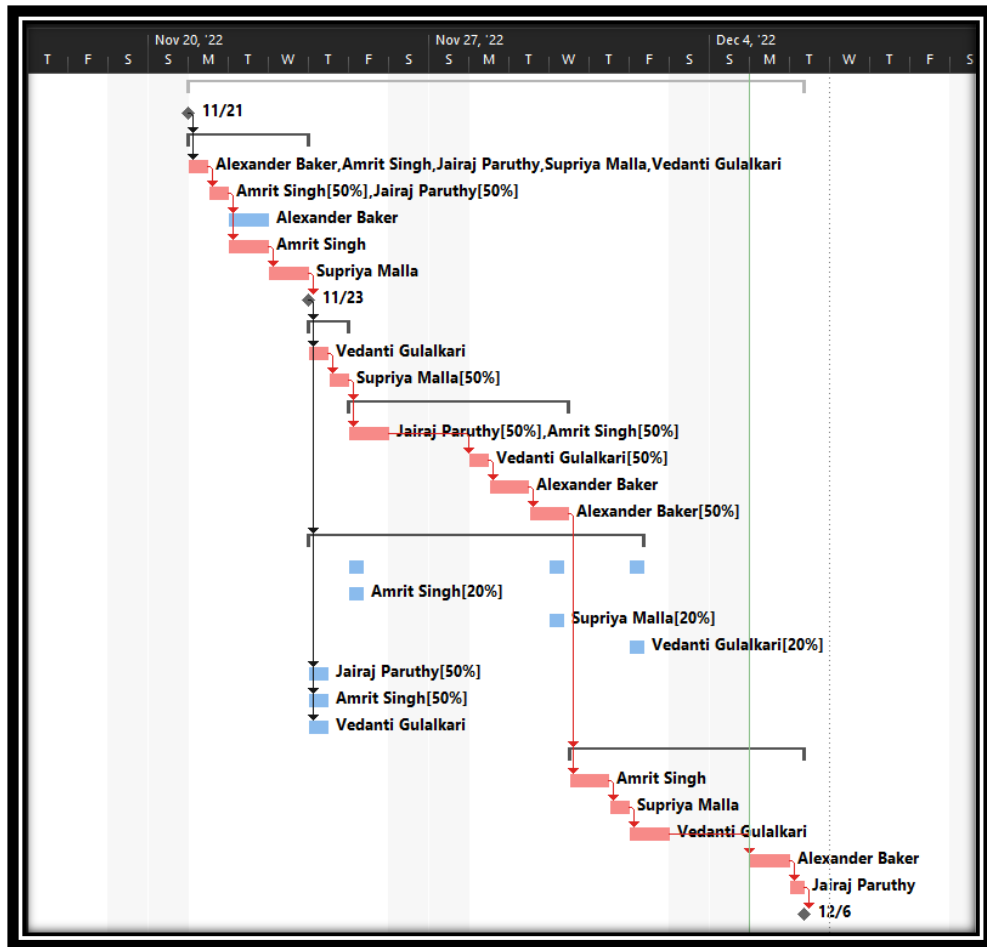 Nov 20, '22 Nov 27, '22 Dec 4, '22
T F S S M T W T F S S M T W T F S S M T W T F S
11/21
Alexander Baker,Amrit Singh,Jairaj Paruthy,Supriya Malla,Vedanti Gulalkari
Amrit Singh[50%],Jairaj Paruthy[50%]
Alexander Baker
Amrit Singh
Supriya Malla
11/23
Vedanti Gulalkari
Supriya Malla[50%]
Jairaj Paruthy[50%],Amrit Singh[50%]
Vedanti Gulalkari[50%]
Alexander Baker
Alexander Baker[50%]
Amrit Singh[20%]
Supriya Malla[20%]
Vedanti Gulalkari[20%]
Jairaj Paruthy[50%]
Amrit Singh[50%]
Vedanti Gulalkari
Amrit Singh
Supriya Malla
Vedanti Gulalkari
Alexander Baker
Jairaj Paruthy
12/6